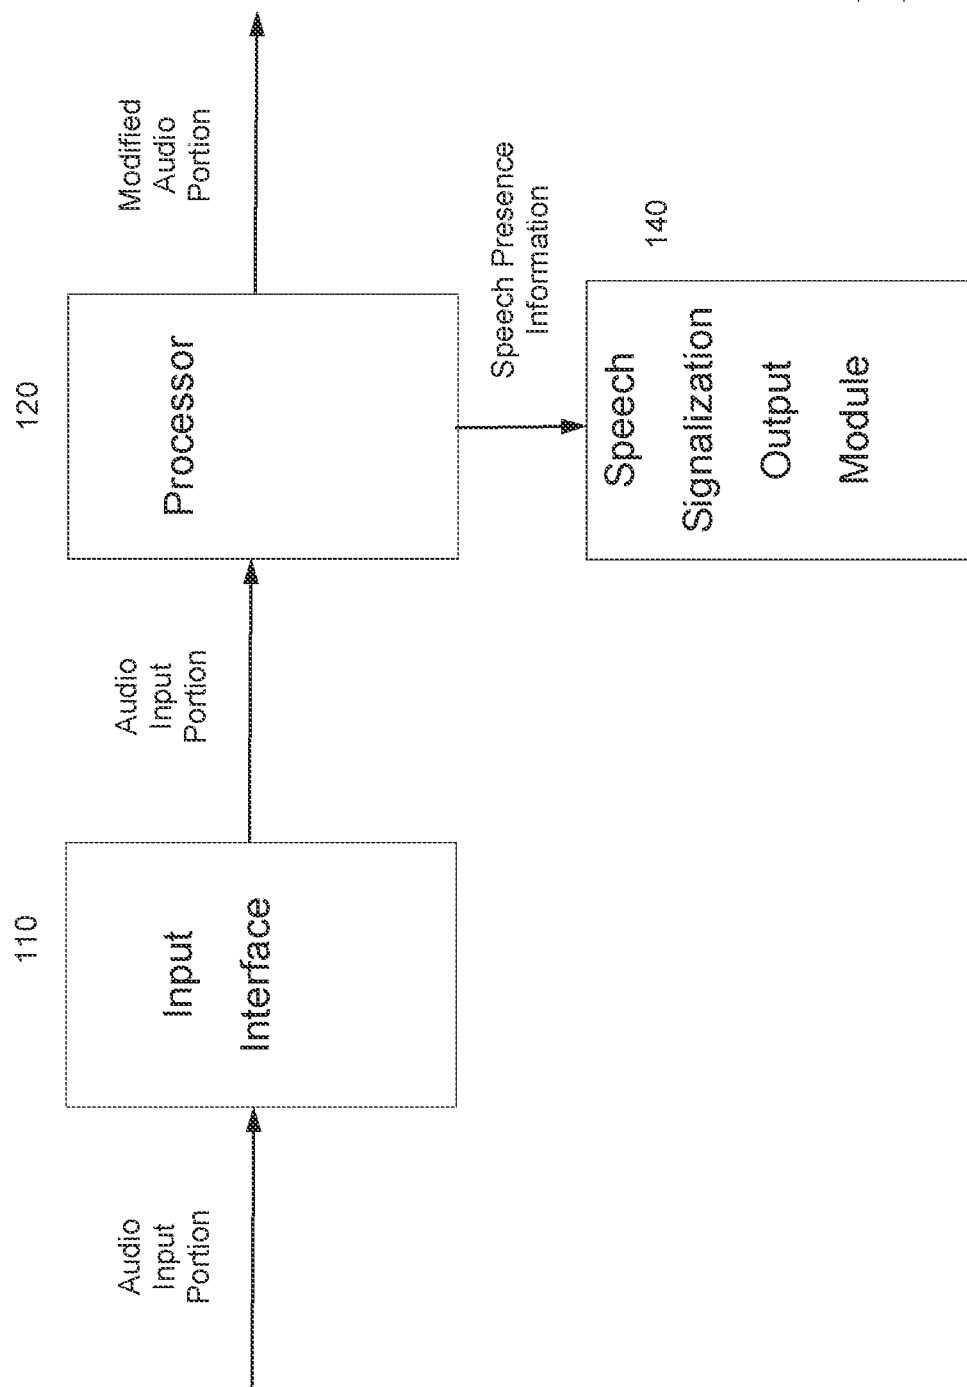 110
120
Audio
Input
Portion
Input
Interface
Audio
Input
Portion
Processor
Modified
Audio
Portion
Speech Presence
Information
140
Speech
Signalization
Output
Module